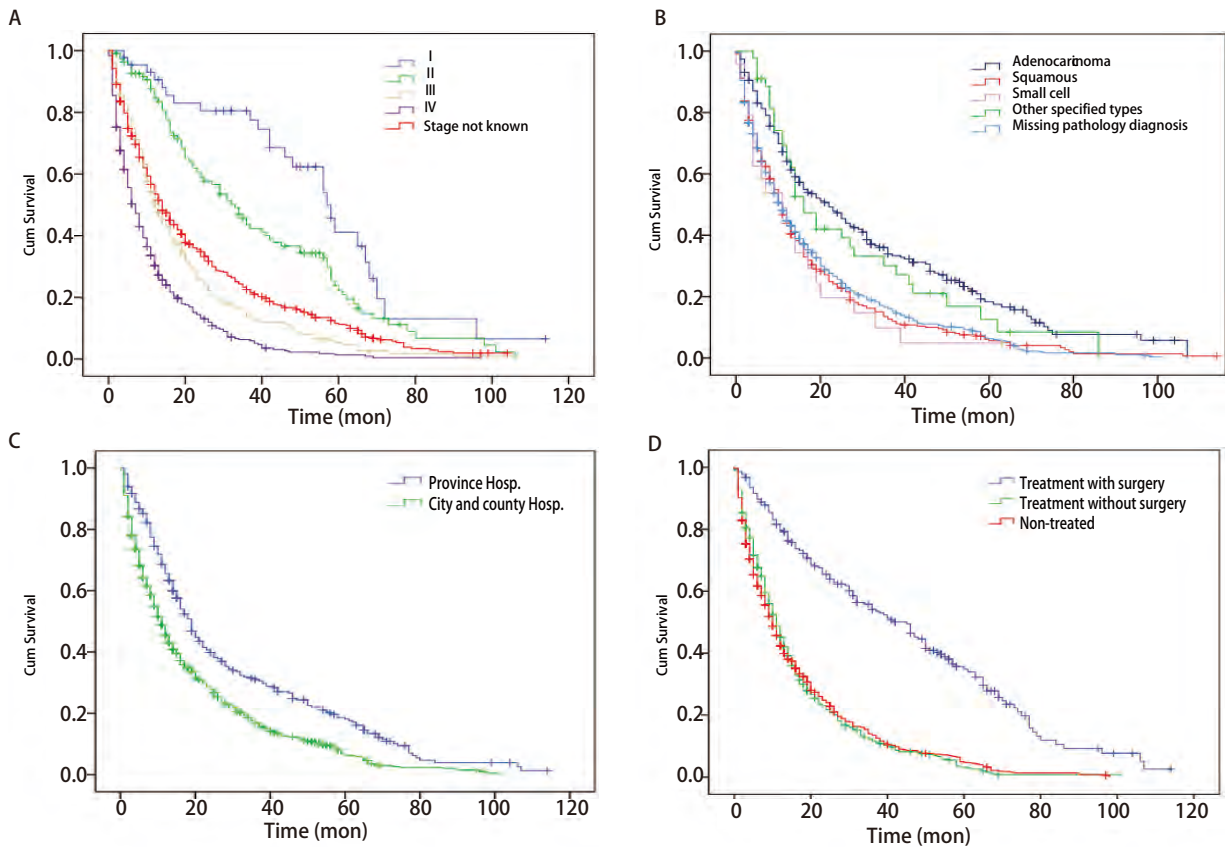 A
1.0
0.8
0.6
0.4
0.2
0.0
Cum Survival
0 20 40 60 80 100 120
Time (mon)
I
II
III
IV
Stage not known
B
1.0
0.8
0.6
0.4
0.2
0.0
Cum Survival
0 20 40 60 80 100
Time (mon)
Adenocarimoma
Squamous
Small cell
Other specified types
Missing pathology diagnosis
C
1.0
0.8
0.6
0.4
0.2
0.0
Cum Survival
0 20 40 60 80 100 120
Time (mon)
Province Hosp.
City and county Hosp.
D
1.0
0.8
0.6
0.4
0.2
0.0
Cum Survival
0 20 40 60 80 100 120
Time (mon)
Treatment with surgery
Treatment without surgery
Non-treated